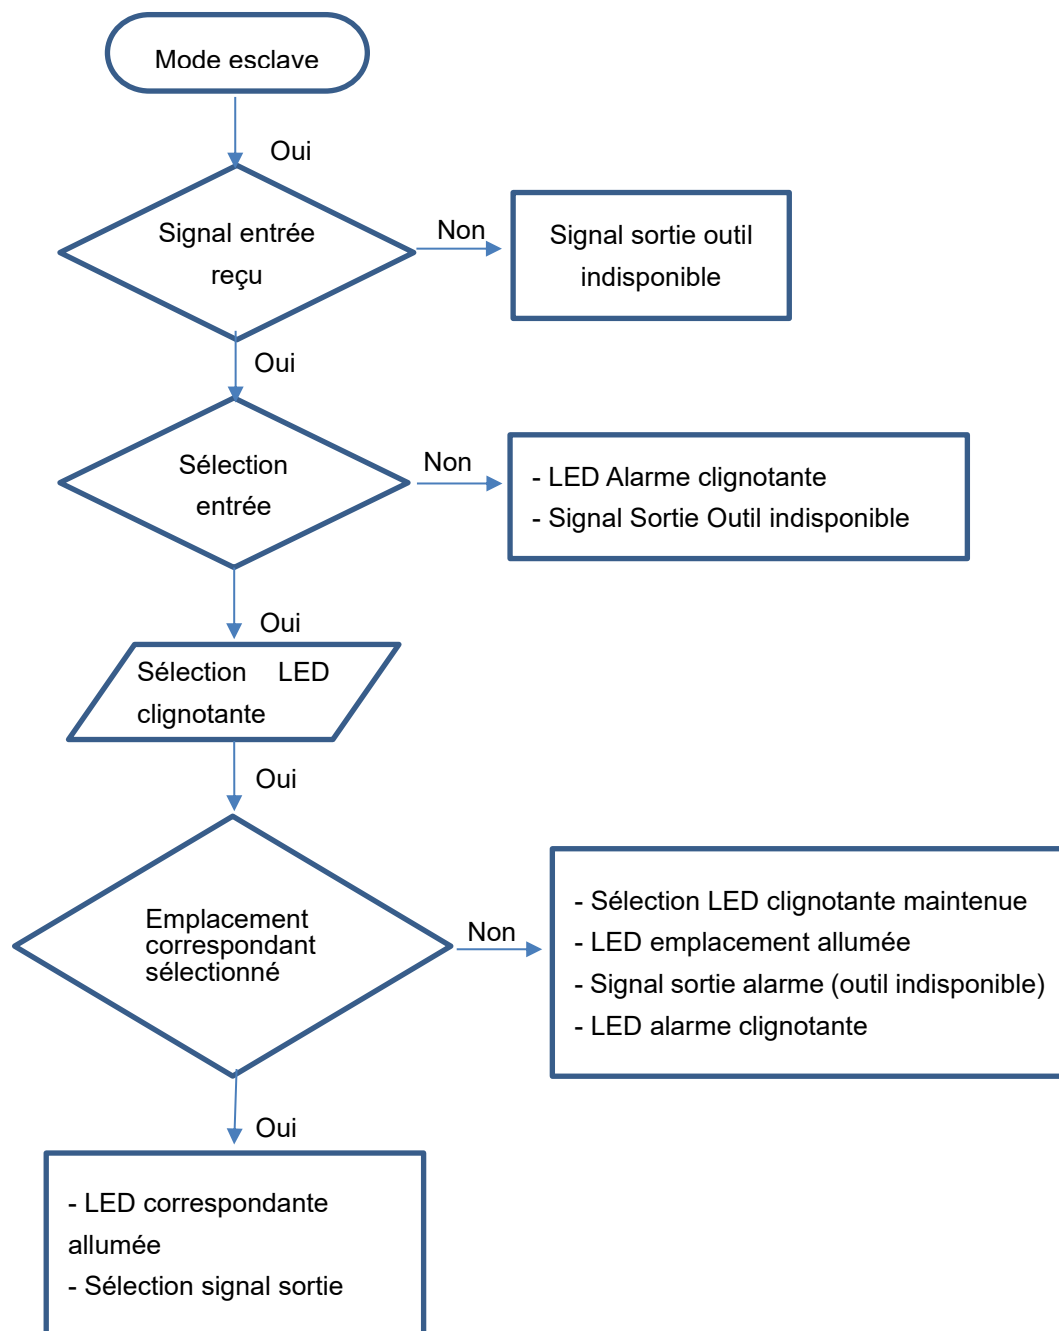 Mode esclave
Oui
Signal entrée
reçu
Non
Signal sortie outil
indisponible
Oui
Sélection
entrée
Non
- LED Alarme clignotante
- Signal Sortie Outil indisponible
Oui
Sélection LED
clignotante
Oui
Emplacement
correspondant
sélectionné
Non
- Sélection LED clignotante maintenue
- LED emplacement allumée
- Signal sortie alarme (outil indisponible)
- LED alarme clignotante
Oui
- LED correspondante
allumée
- Sélection signal sortie